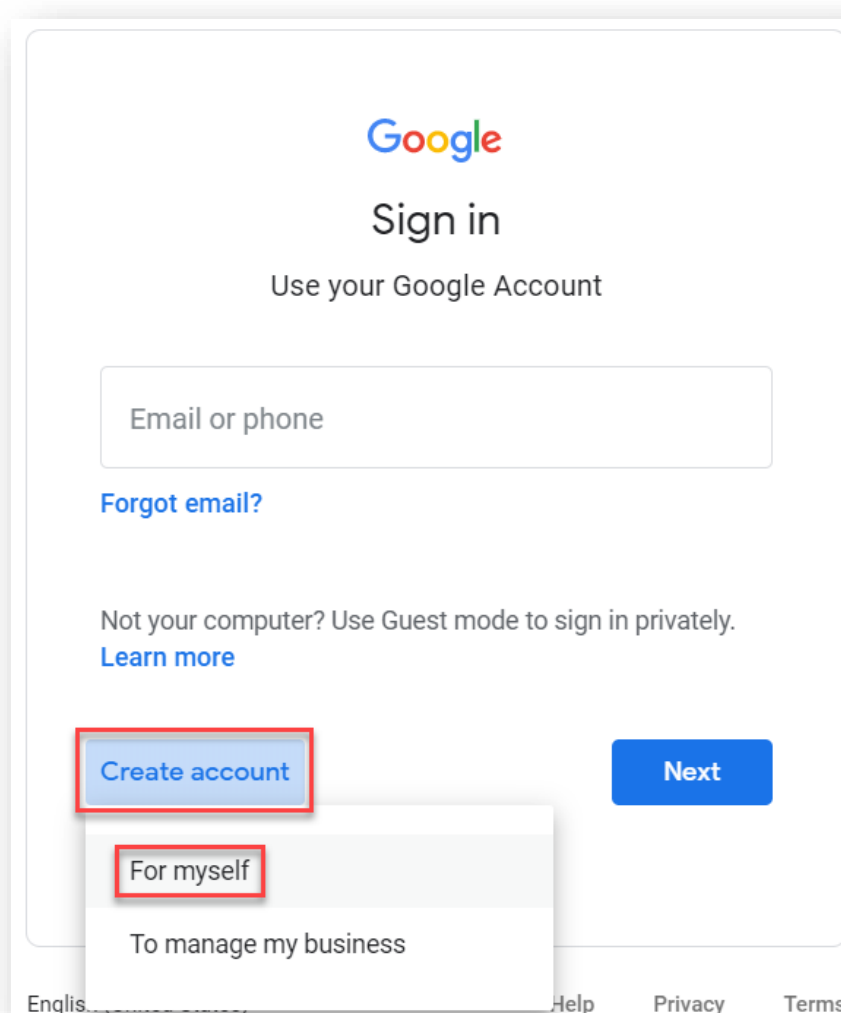 Google
Sign in
Use your Google Account
Email or phone
Forgot email?
Not your computer? Use Guest mode to sign in privately.
Learn more
Create account
Next
For myself
To manage my business
English Help Privacy Terms